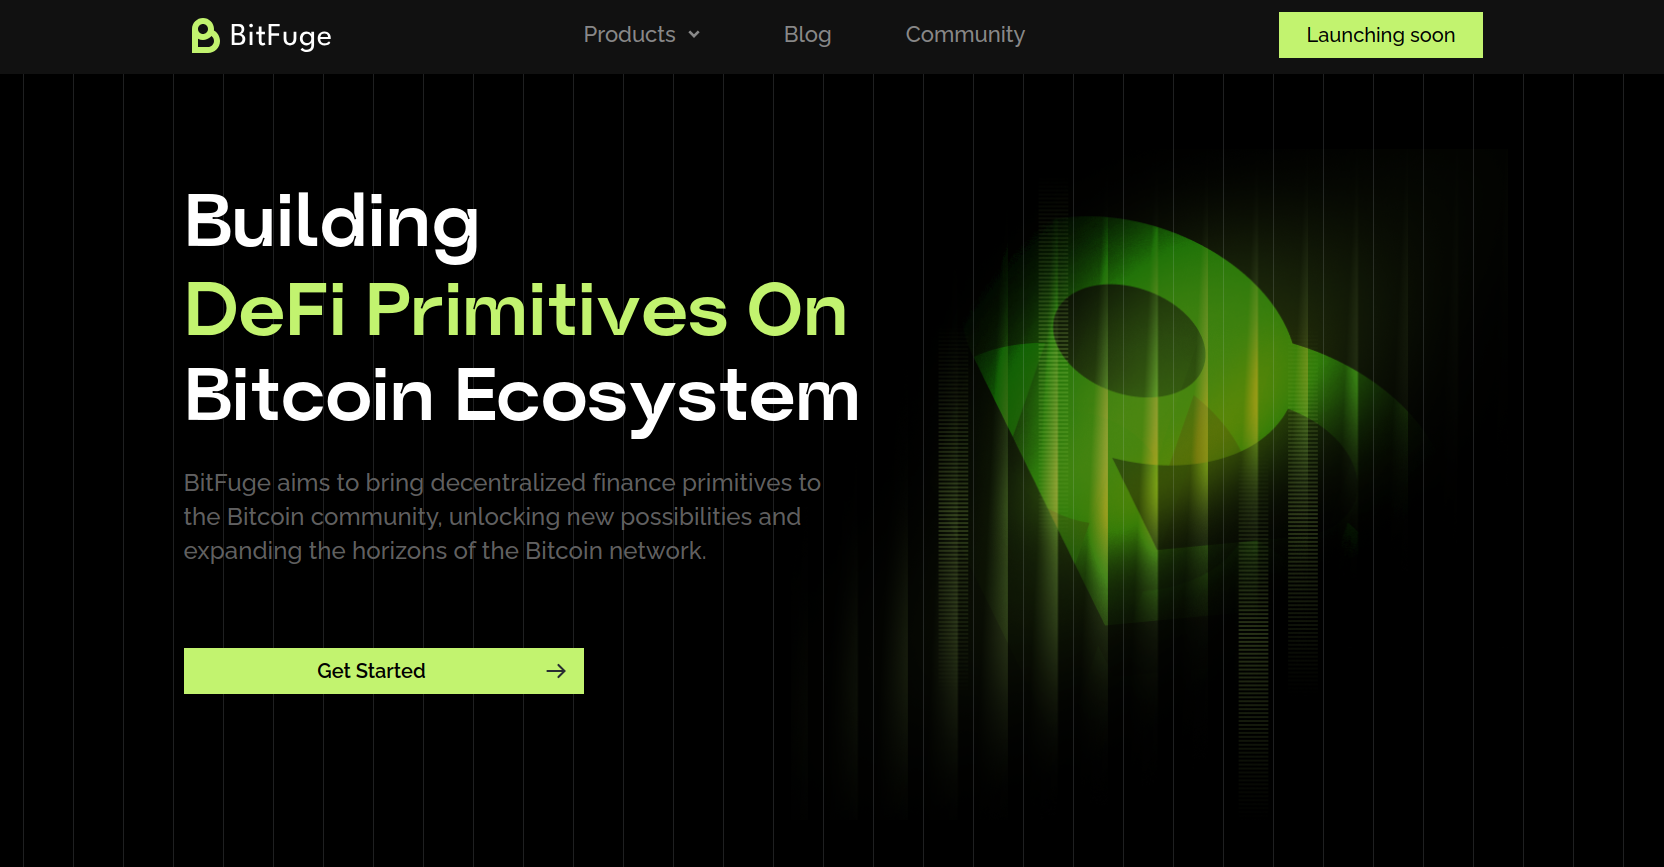 BitFuge
Products
Blog
Community
Launching soon
Building
DeFi Primitives On
Bitcoin Ecosystem
BitFuge aims to bring decentralized finance primitives to
the Bitcoin community, unlocking new possibilities and
expanding the horizons of the Bitcoin network.
Get Started